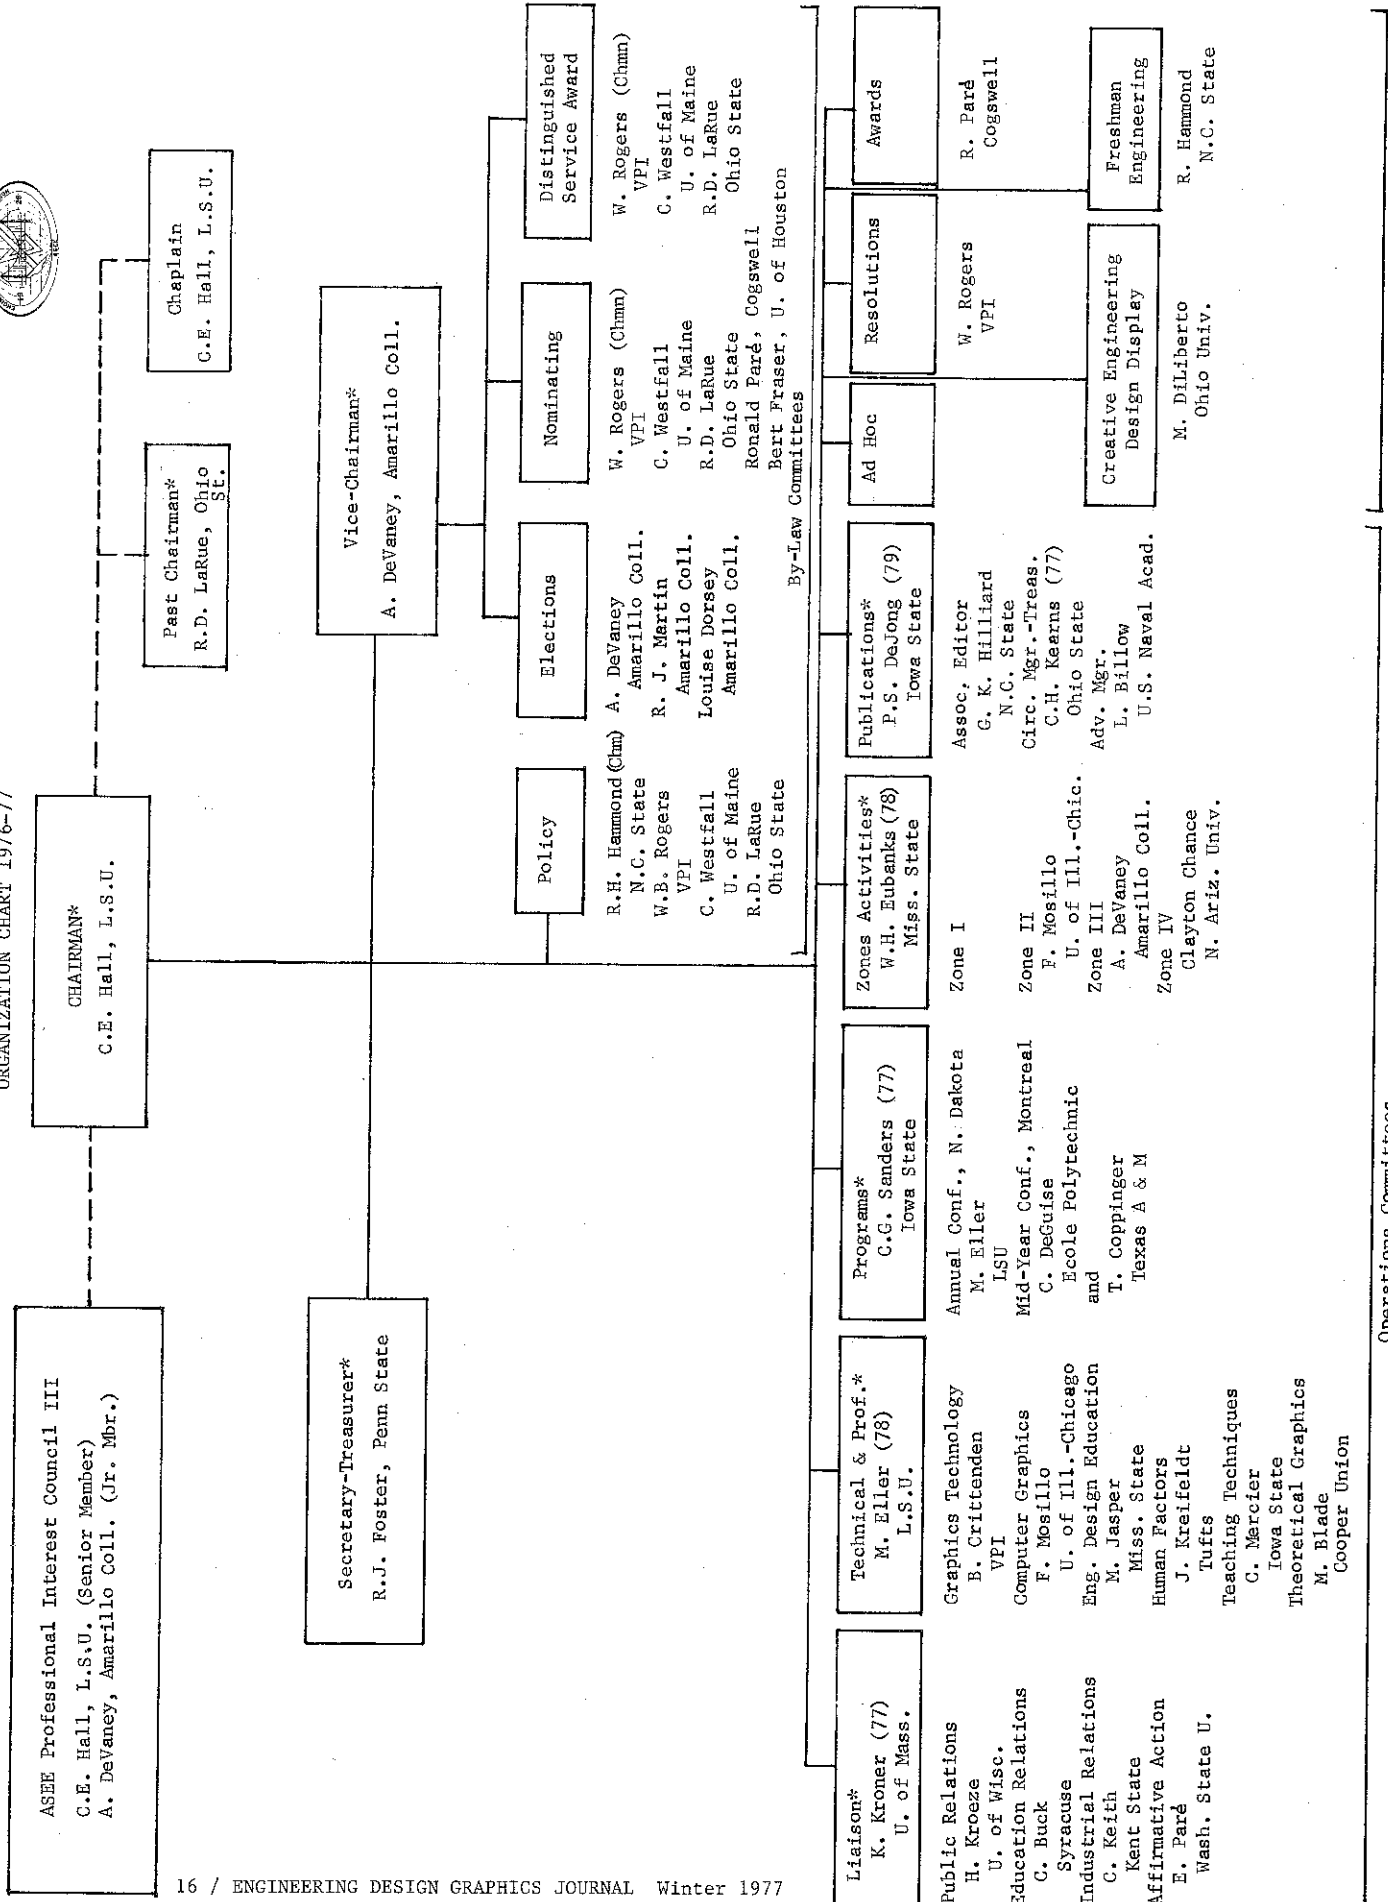 ORGANIZATION CHART 1976-77
ASEE Professional Interest Council III
C.E. Hall, L.S.U. (Senior Member)
A. DeVaney, Amarillo Coll. (Jr. Mbr.)
CHAIRMAN*
C.E. Hall, L.S.U.
Past Chairman*
R.D. LaRue, Ohio
St.
Chaplain
C.E. Hall, L.S.U.
Secretary-Treasurer*
R.J. Foster, Penn State
Vice-Chairman*
A. DeVaney, Amarillo Coll.
Policy
R.H. Hammond (Chm)
N.C. State
W.B. Rogers
VPI
C. Westfall
U. of Maine
R.D. LaRue
Ohio State
Elections
A. DeVaney
Amarillo Coll.
R. J. Martin
Amarillo Coll.
Louise Dorsey
Amarillo Coll.
Nominating
W. Rogers (Chmn)
VPI
C. Westfall
U. of Maine
R.D. LaRue
Ohio State
Ronald Paré, Cogswell
Bert Fraser, U. of Houston
Distinguished
Service Award
W. Rogers (Chmn)
VPI
C. Westfall
U. of Maine
R.D. LaRue
Ohio State
By-Law Committees
Liaison*
K. Kroner (77)
U. of Mass.
Public Relations
H. Kroeze
U. of Wisc.
Education Relations
C. Buck
Syracuse
Industrial Relations
C. Keith
Kent State
Affirmative Action
E. Paré
Wash. State U.
Technical & Prof.*
M. Eller (78)
L.S.U.
Graphics Technology
B. Crittenden
VPI
Computer Graphics
F. Mosillo
U. of Ill.-Chicago
Eng. Design Education
M. Jasper
Miss. State
Human Factors
J. Kreifeldt
Tufts
Teaching Techniques
C. Mercier
Iowa State
Theoretical Graphics
M. Blade
Cooper Union
Programs*
C.G. Sanders (77)
Iowa State
Annual Conf., N. Dakota
M. Eller
LSU
Mid-Year Conf., Montreal
C. DeGuise
Ecole Polytechnic
and
T. Coppinger
Texas A & M
Zones Activities*
W.H. Eubanks (78)
Miss. State
Zone I
Zone II
F. Mosillo
U. of Ill.-Chic.
Zone III
A. DeVaney
Amarillo Coll.
Zone IV
Clayton Chance
N. Ariz. Univ.
Publications*
P.S. DeJong (79)
Iowa State
Assoc. Editor
G. K. Hilliard
N.C. State
Circ. Mgr.-Treas.
C.H. Kearns (77)
Ohio State
Adv. Mgr.
L. Billow
U.S. Naval Acad.
Ad Hoc
Resolutions
W. Rogers
VPI
Awards
R. Paré
Cogswell
Creative Engineering
Design Display
M. DiLiberto
Ohio Univ.
Freshman
Engineering
R. Hammond
N.C. State
Operations Committees
16 / ENGINEERING DESIGN GRAPHICS JOURNAL Winter 1977